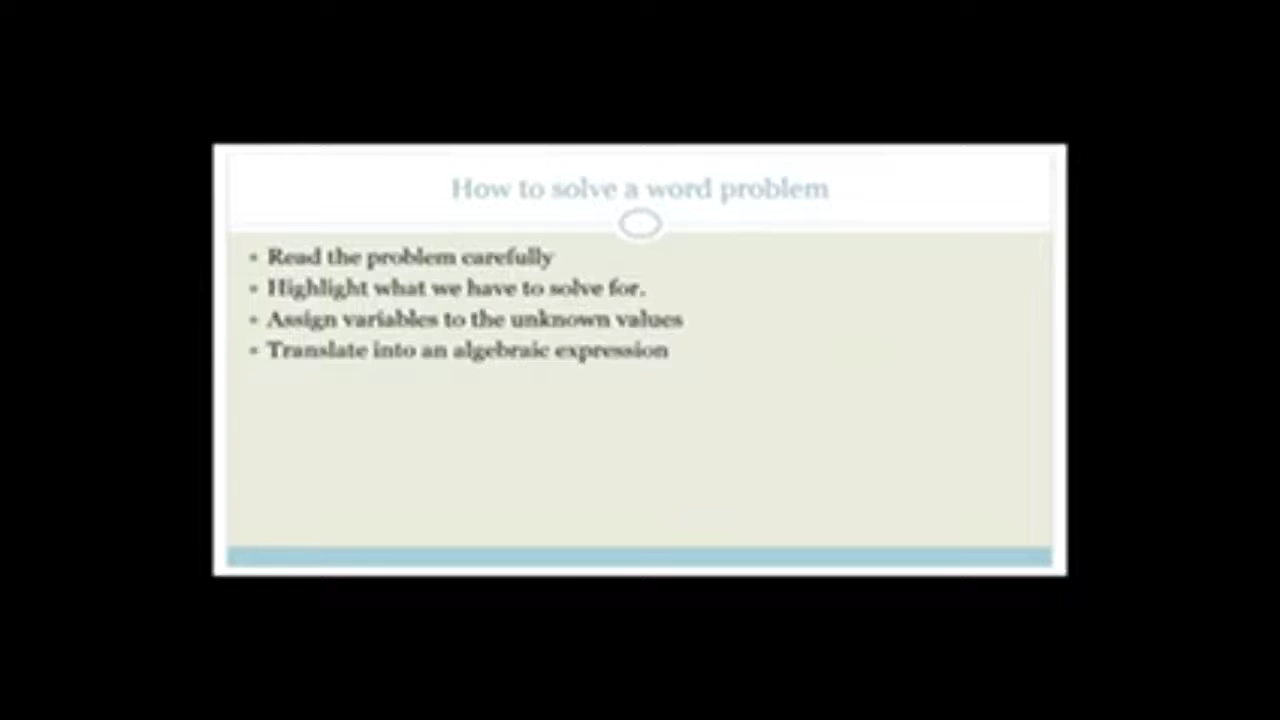 How to solve a word problem
• Read the problem carefully
• Highlight what we have to solve for.
• Assign variables to the unknown values
• Translate into an algebraic expression